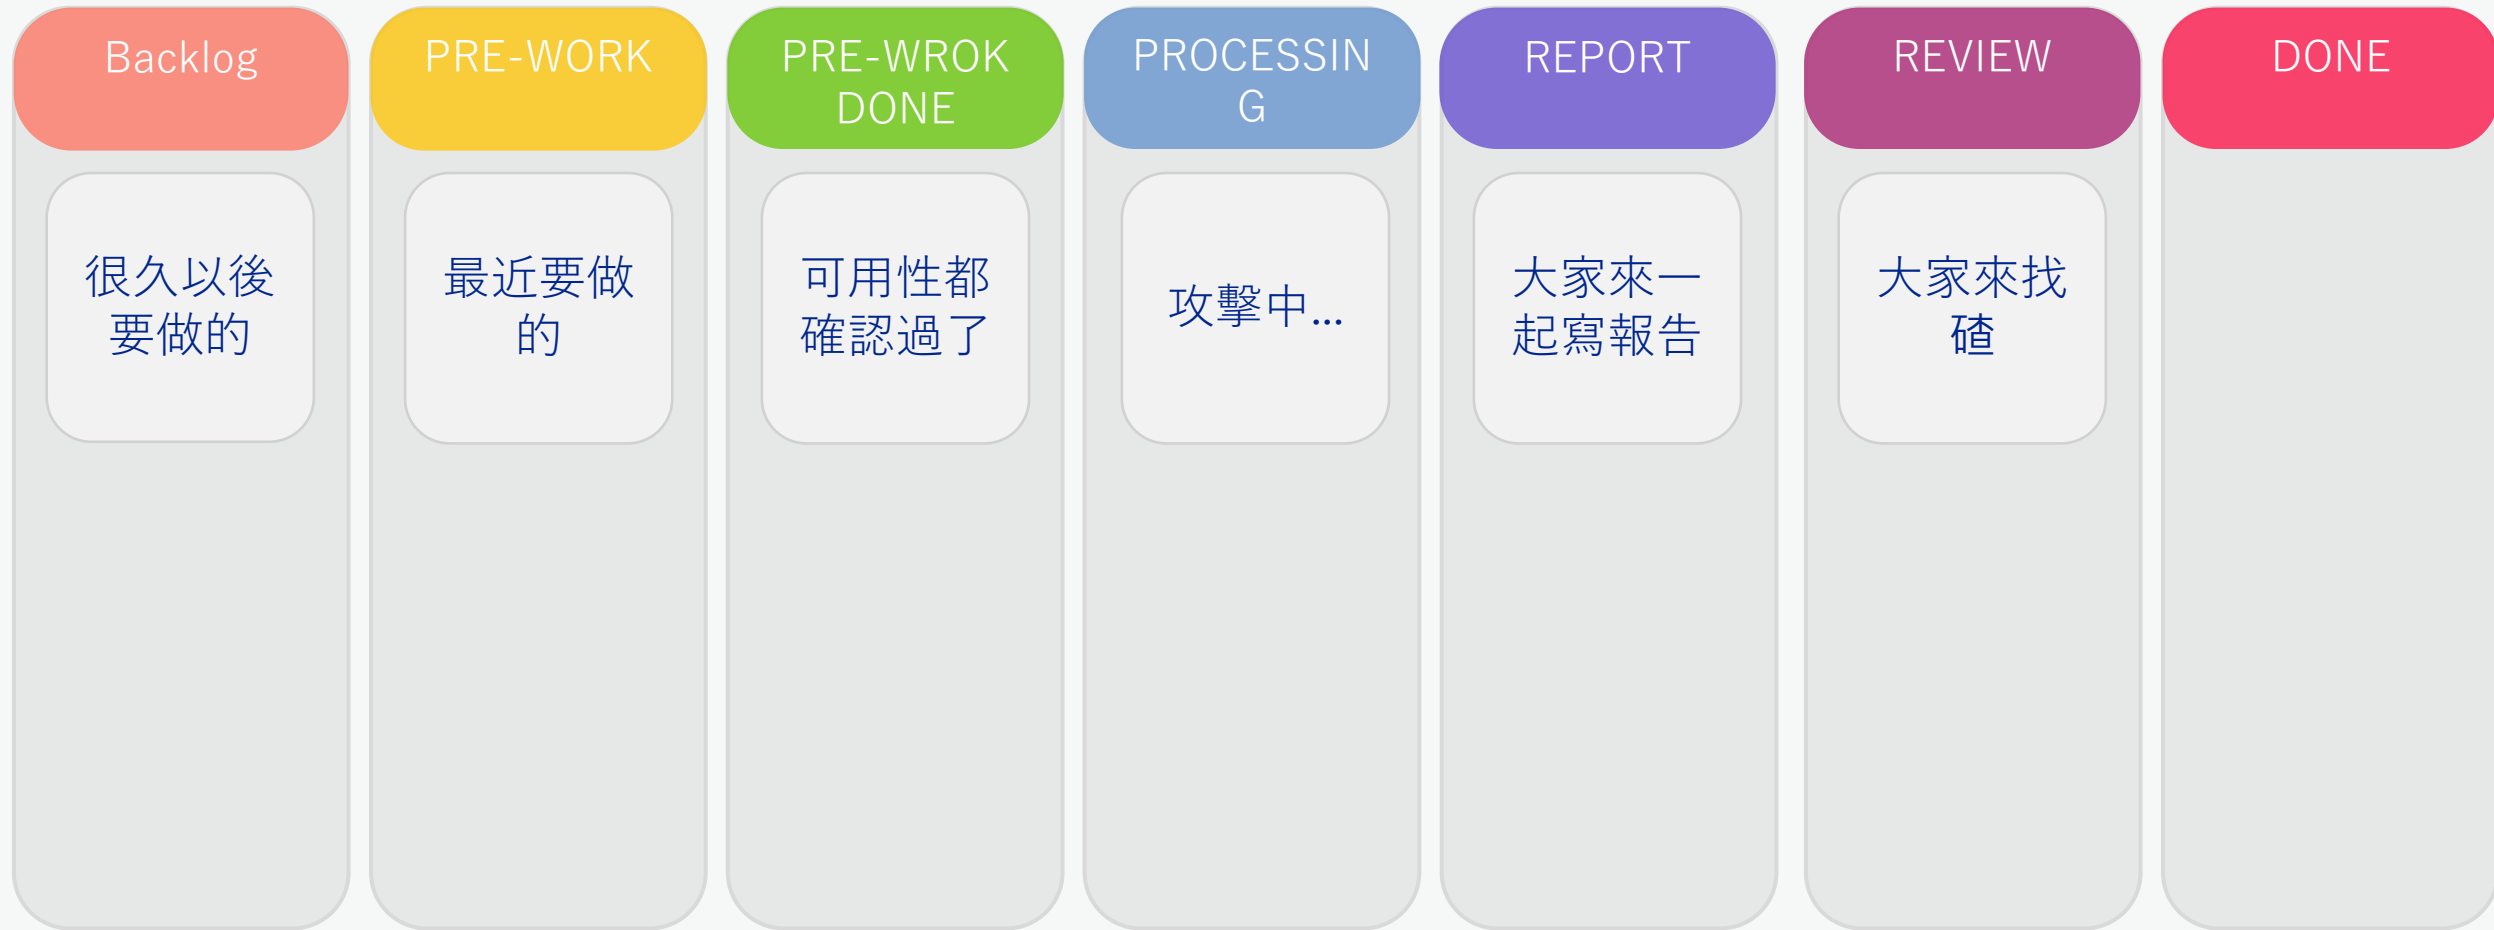 Backlog
很久以後
要做的
PRE-WORK
最近要做
的
PRE-WROK
DONE
可用性都
確認過了
PROCESSIN
G
攻擊中...
REPORT
大家來一
起寫報告
REVIEW
大家來找
碴
DONE